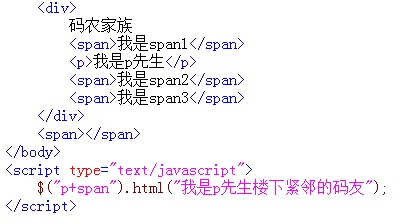 <div>
码农家族
<span>我是span1</span>
<p>我是p先生</p>
<span>我是span2</span>
<span>我是span3</span>
</div>
<span></span>
</body>
<script type="text/javascript">
$("p+span").html("我是p先生楼下紧邻的码友");
</script>